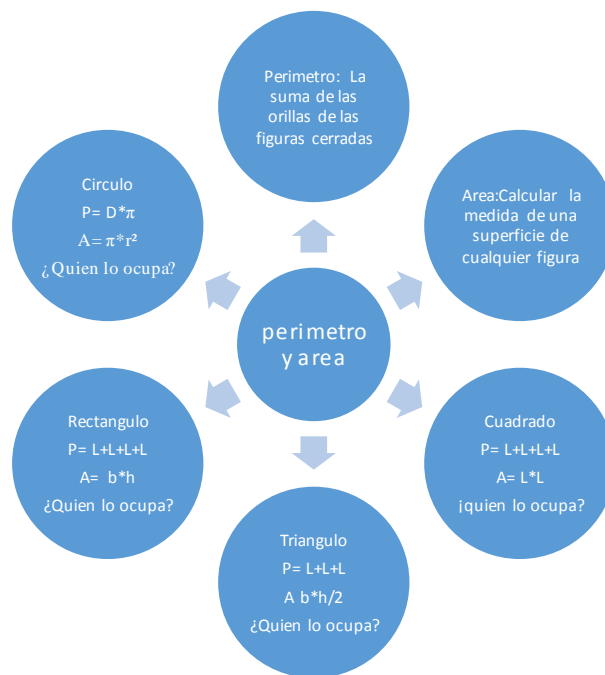 Perimetro: La
suma de las
orillas de las
figuras cerradas
Area:Calcular la
medida de una
superficie de
cualquier figura
Cuadrado
P= L+L+L+L
A= L*L
¡quien lo ocupa?
Triangulo
P= L+L+L
A b*h/2
¿Quien lo ocupa?
Rectangulo
P= L+L+L+L
A= b*h
¿Quien lo ocupa?
Circulo
P= D*π
A= π*r²
¿Quien lo ocupa?
perimetro
y area